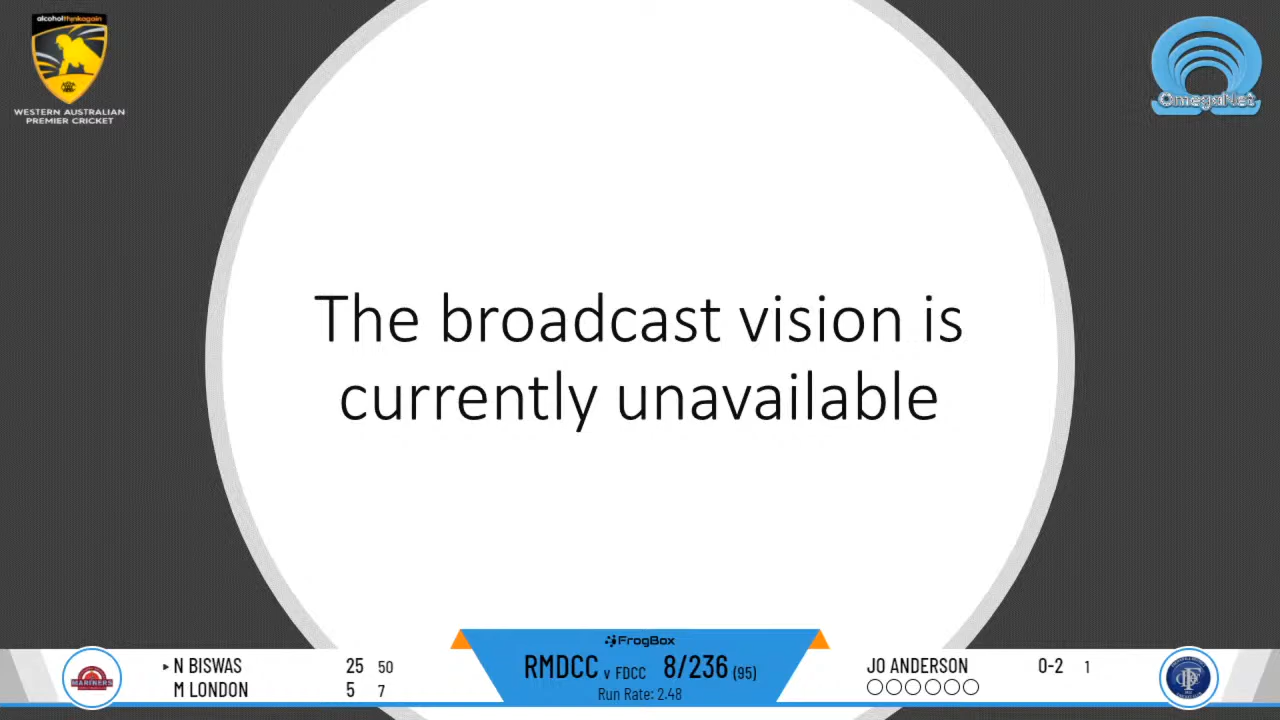 alcoholthinkagain
WESTERN AUSTRALIAN
PREMIER CRICKET
OmegaNet
The broadcast vision is
currently unavailable
FrogBox
MARINERS
▸ N BISWAS 25 50
M LONDON 5 7
RMDCC v FDCC 8/236 (95)
Run Rate: 2.48
JO ANDERSON 0-2 1